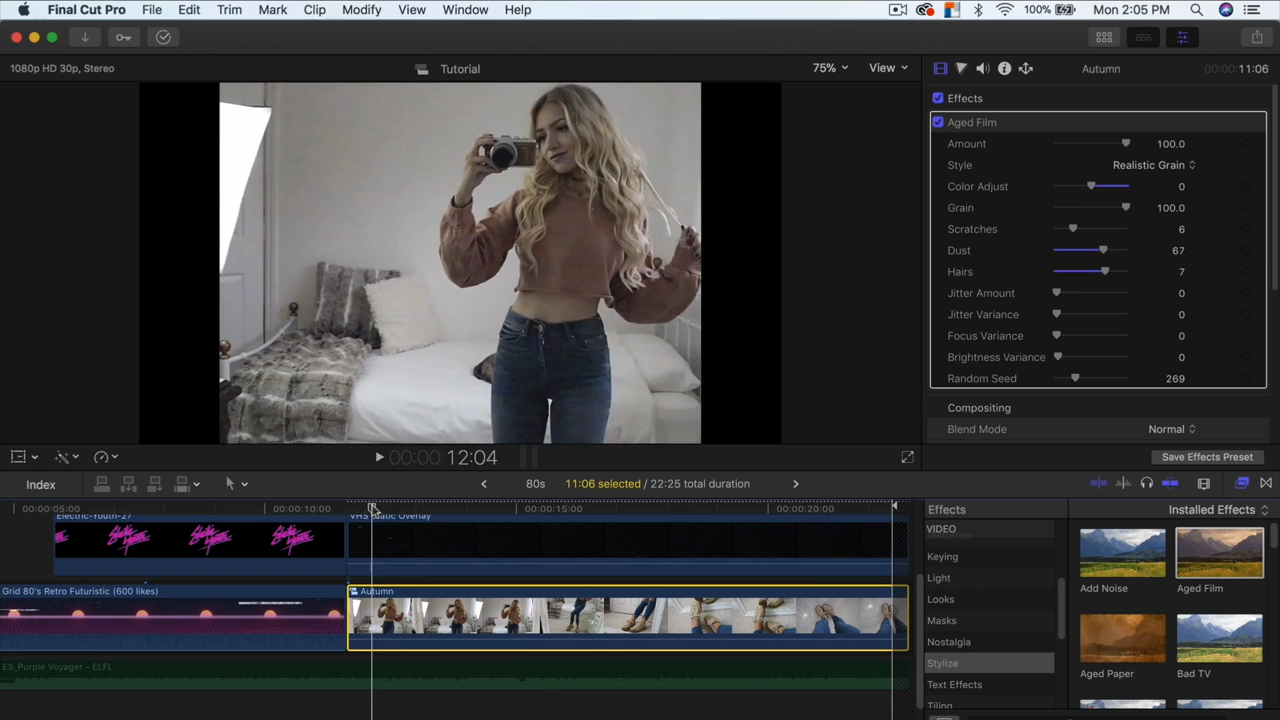 Final Cut Pro File Edit Trim Mark Clip Modify View Window Help 100% Mon 2:05 PM
1080p HD 30p, Stereo Tutorial 75% View Autumn 00:00:11:06
Effects
Aged Film
Amount 100.0
Style Realistic Grain
Color Adjust 0
Grain 100.0
Scratches 6
Dust 67
Hairs 7
Jitter Amount 0
Jitter Variance 0
Focus Variance 0
Brightness Variance 0
Random Seed 269
Compositing
Blend Mode Normal
00:00:12:04 Save Effects Preset
Index 80s 11:06 selected / 22:25 total duration
00:00:05:00 00:00:10:00 00:00:15:00 00:00:20:00 Effects Installed Effects
Electric-Youth-27 VHS Static Overlay
VIDEO
Distortion
Keying
Light
Looks
Masks
Nostalgia
Stylize
Text Effects
Tiling
Add Noise Aged Film
Aged Paper Bad TV
Grid 80's Retro Futuristic (600 likes) Autumn
ES_Purple Voyager - ELFL